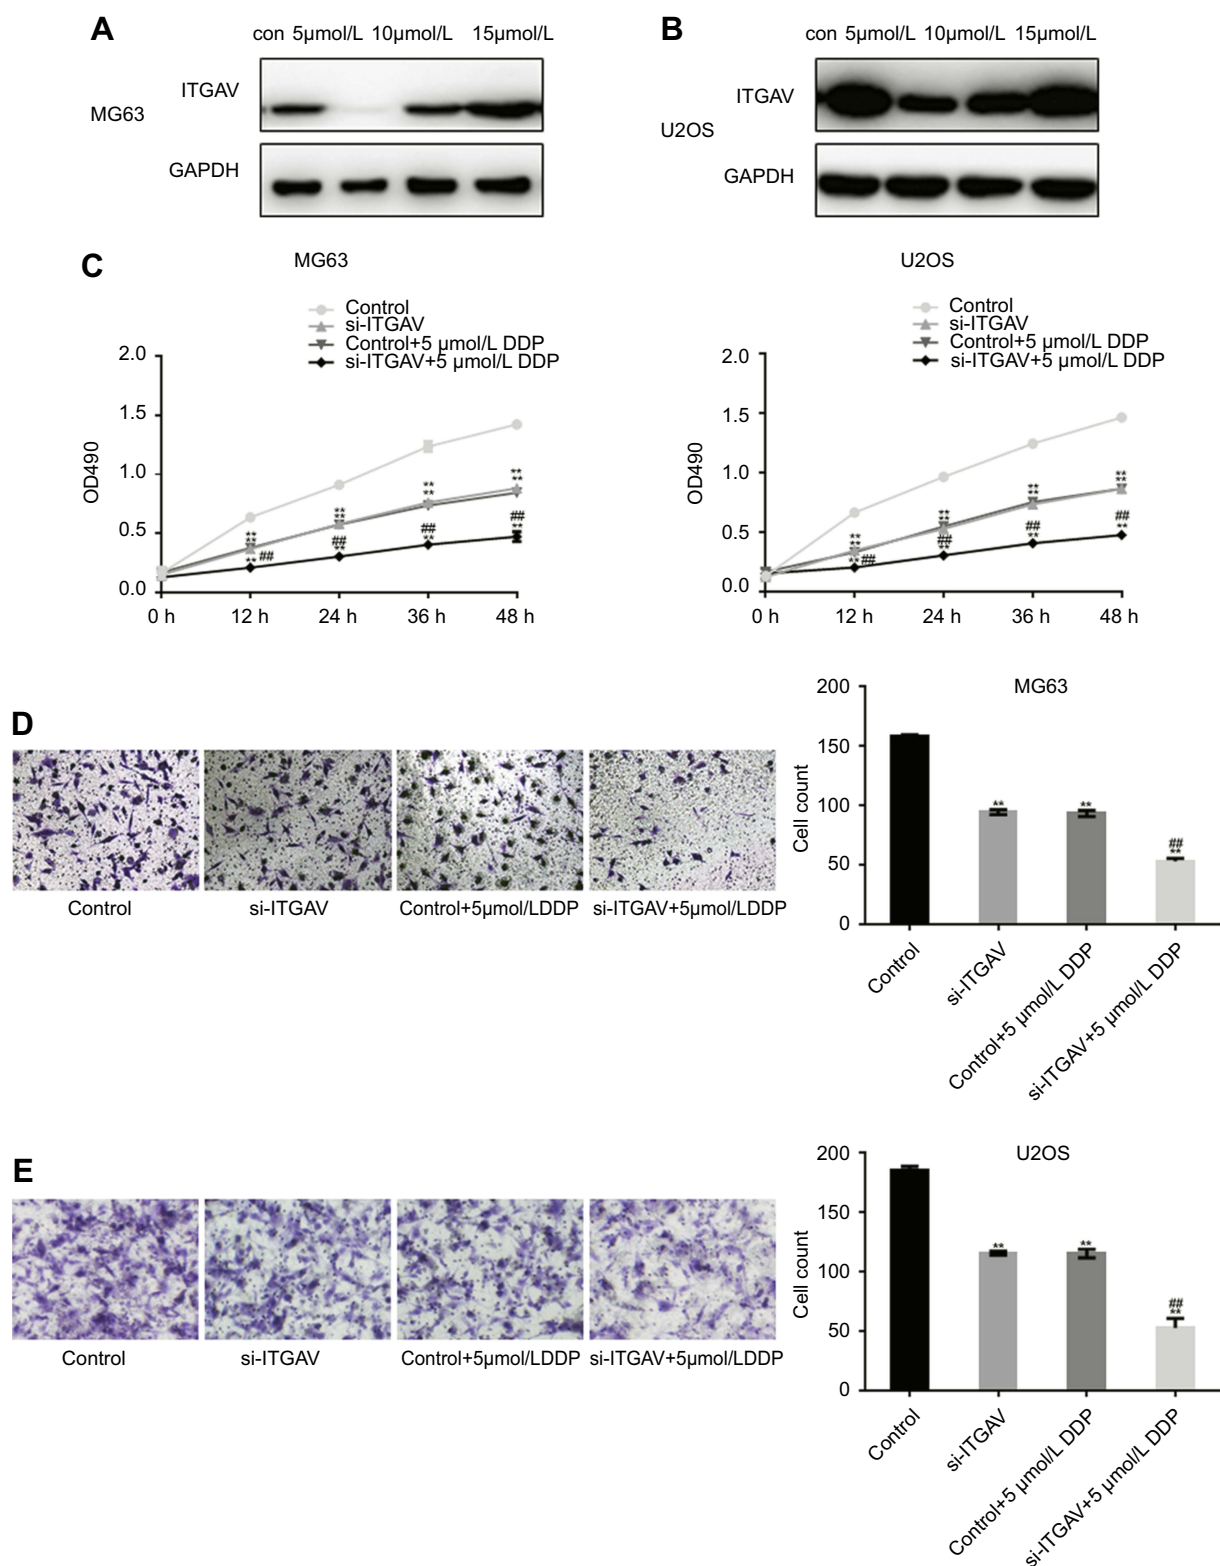 A
con 5µmol/L 10µmol/L 15µmol/L
ITGAV
MG63
GAPDH
B
con 5µmol/L 10µmol/L 15µmol/L
ITGAV
U2OS
GAPDH
C
MG63
Control
si-ITGAV
Control+5 µmol/L DDP
si-ITGAV+5 µmol/L DDP
OD490
2.0
1.5
1.0
0.5
0.0
** ** ** ** ** ** ** **
## ## ## ##
** ** ** **
0 h 12 h 24 h 36 h 48 h
U2OS
Control
si-ITGAV
Control+5 µmol/L DDP
si-ITGAV+5 µmol/L DDP
OD490
2.0
1.5
1.0
0.5
0.0
** ** ** ** ** ** ** **
## ## ## ##
** ** ** **
0 h 12 h 24 h 36 h 48 h
D
Control si-ITGAV Control+5µmol/LDDP si-ITGAV+5µmol/LDDP
MG63
Cell count
200
150
100
50
0
** **
##
**
Control
si-ITGAV
Control+5 µmol/L DDP
si-ITGAV+5 µmol/L DDP
E
Control si-ITGAV Control+5µmol/LDDP si-ITGAV+5µmol/LDDP
U2OS
Cell count
200
150
100
50
0
** **
##
**
Control
si-ITGAV
Control+5 µmol/L DDP
si-ITGAV+5 µmol/L DDP